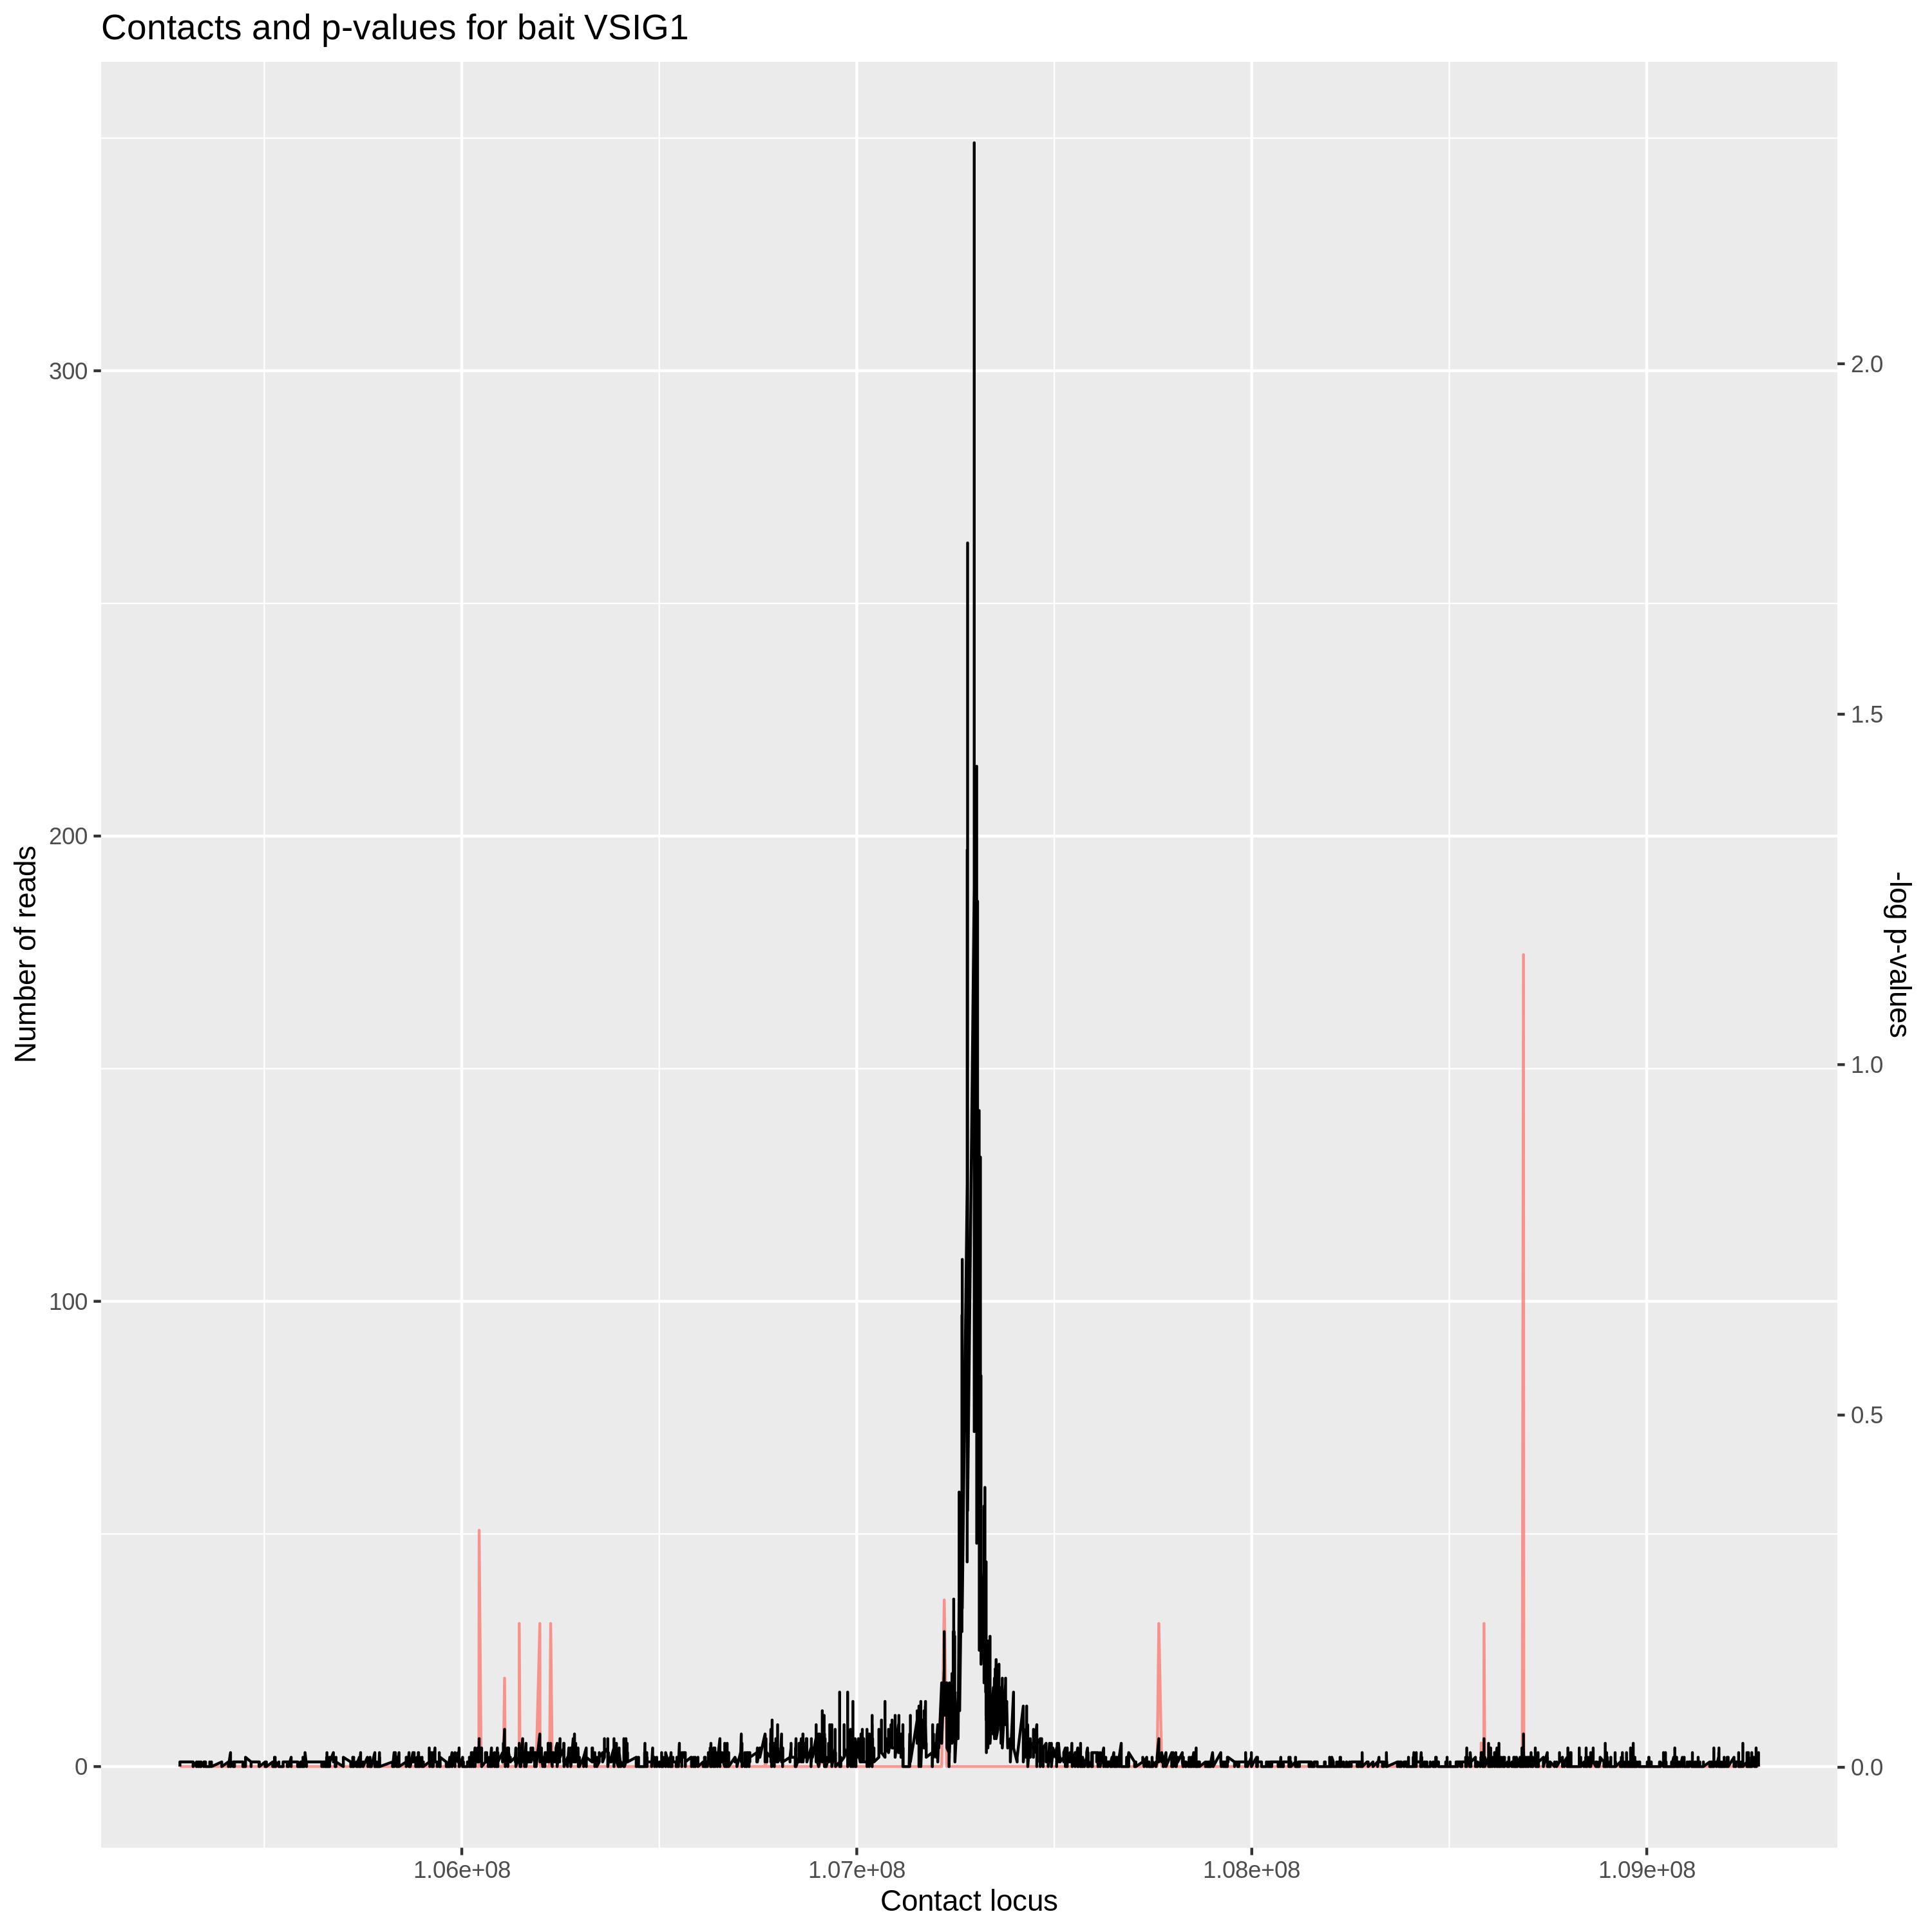 Contacts and p-values for bait VSIG1
300
200
100
0
Number of reads
2.0
1.5
1.0
0.5
0.0
-log p-values
1.06e+08
1.07e+08
1.08e+08
1.09e+08
Contact locus